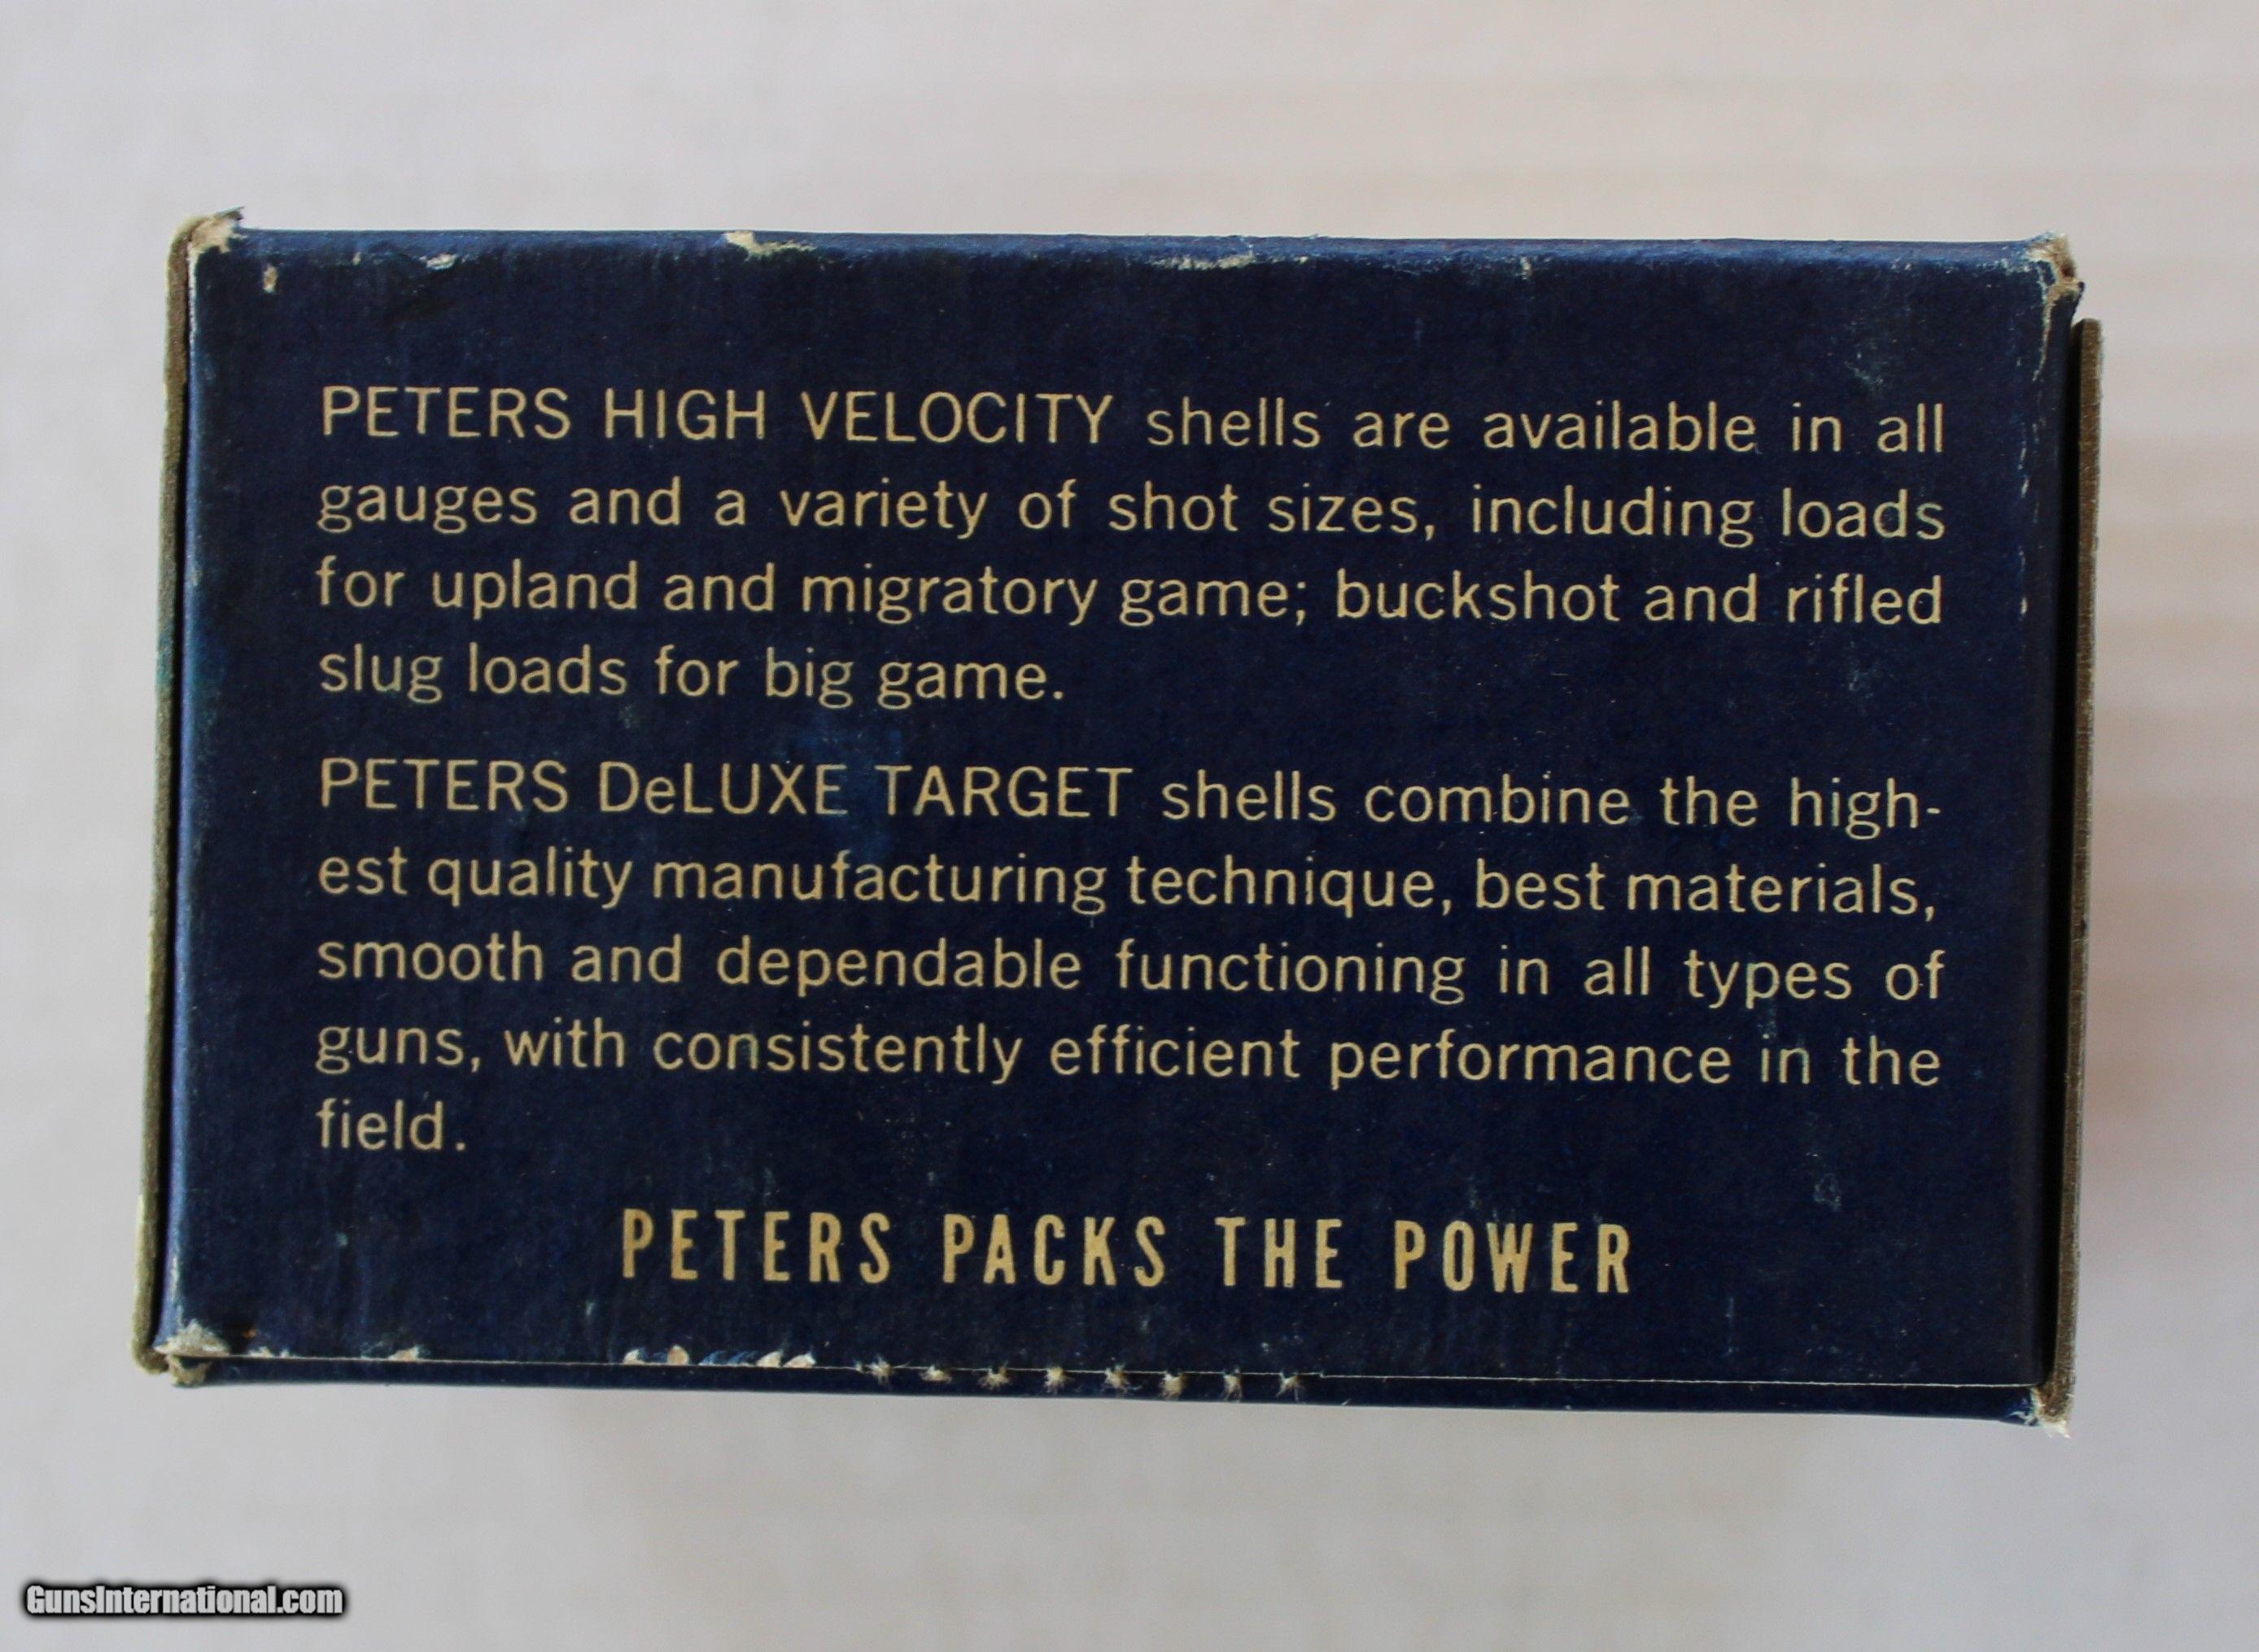 PETERS HIGH VELOCITY shells are available in all
gauges and a variety of shot sizes, including loads
for upland and migratory game; buckshot and rifled
slug loads for big game.
PETERS DeLUXE TARGET shells combine the high-
est quality manufacturing technique, best materials,
smooth and dependable functioning in all types of
guns, with consistently efficient performance in the
field.
PETERS PACKS THE POWER
GunsInternational.com